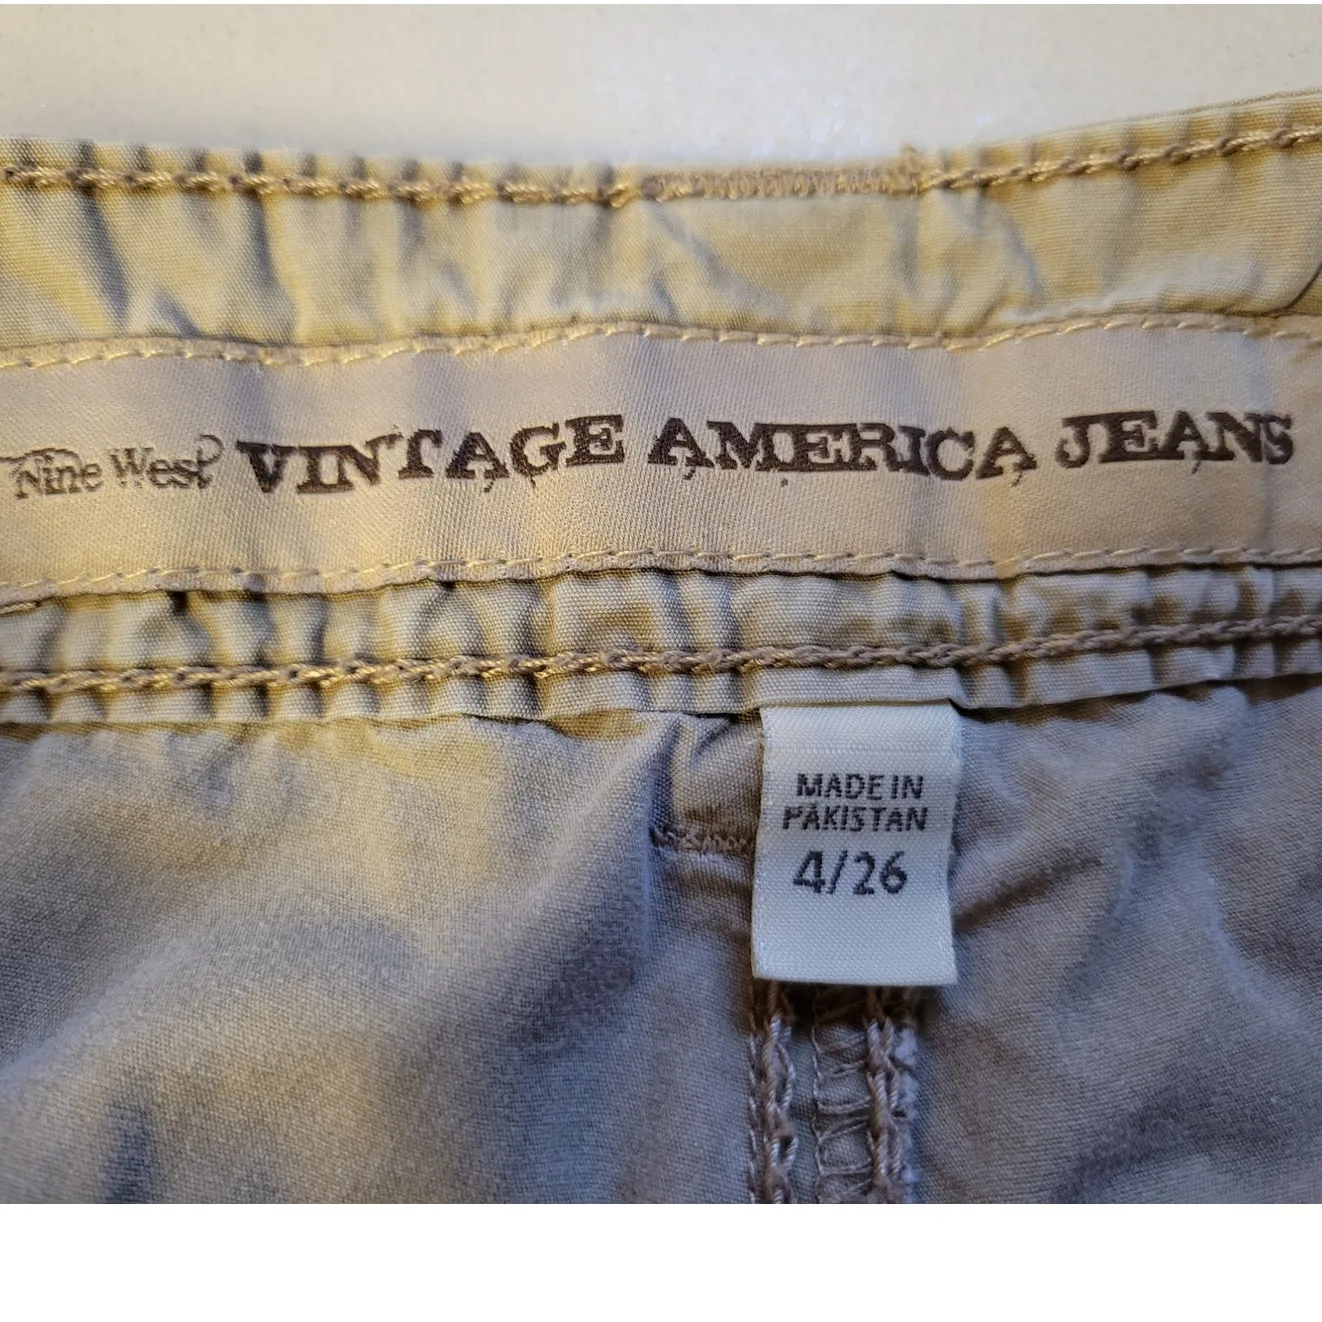 Nine West VINTAGE AMERICA JEANS
MADE IN
PAKISTAN
4/26